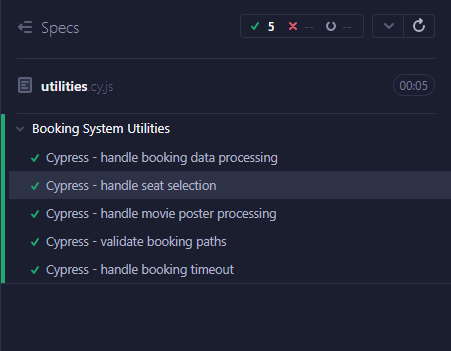 Specs
5 -- --
utilities.cy.js
00:05
Booking System Utilities
Cypress - handle booking data processing
Cypress - handle seat selection
Cypress - handle movie poster processing
Cypress - validate booking paths
Cypress - handle booking timeout